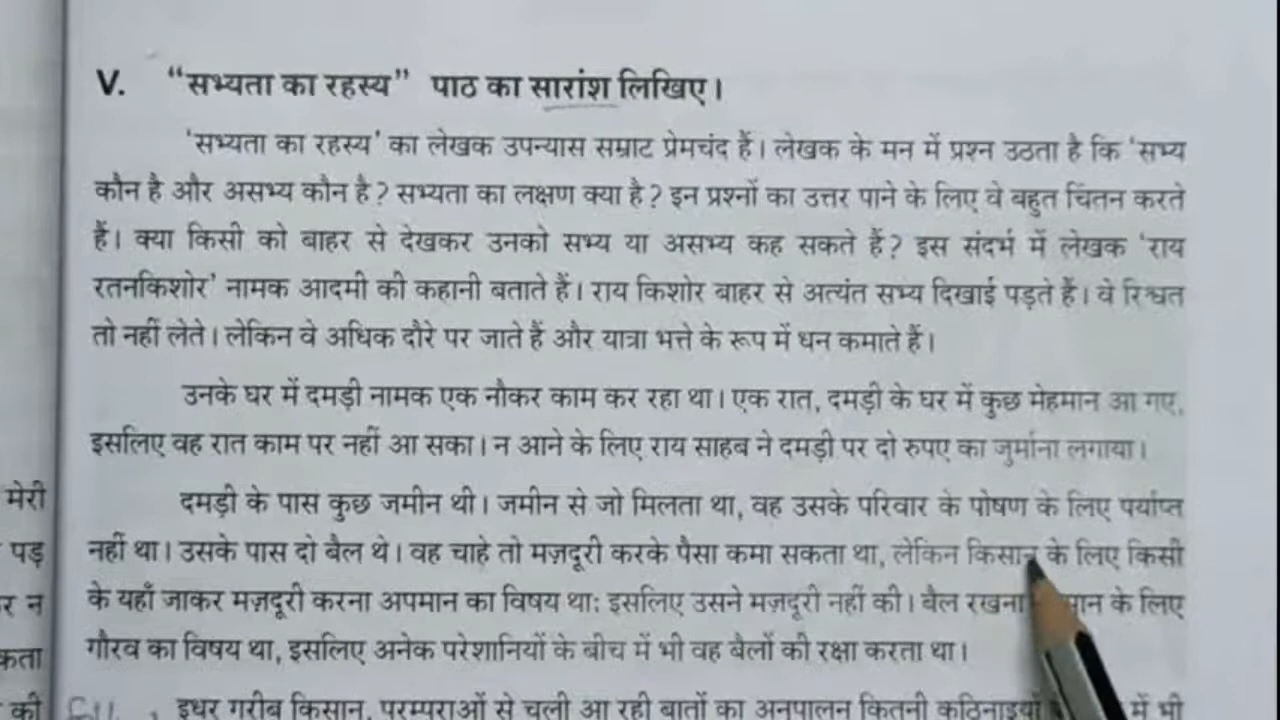 V. “सभ्यता का रहस्य” पाठ का सारांश लिखिए।
'सभ्यता का रहस्य' का लेखक उपन्यास सम्राट प्रेमचंद हैं। लेखक के मन में प्रश्न उठता है कि 'सभ्य
कौन है और असभ्य कौन है? सभ्यता का लक्षण क्या है? इन प्रश्नों का उत्तर पाने के लिए वे बहुत चिंतन करते
हैं। क्या किसी को बाहर से देखकर उनको सभ्य या असभ्य कह सकते हैं? इस संदर्भ में लेखक 'राय
रतनकिशोर' नामक आदमी की कहानी बताते हैं। राय किशोर बाहर से अत्यंत सभ्य दिखाई पड़ते हैं। वे रिश्वत
तो नहीं लेते। लेकिन वे अधिक दौरे पर जाते हैं और यात्रा भत्ते के रूप में धन कमाते हैं।
उनके घर में दमड़ी नामक एक नौकर काम कर रहा था। एक रात, दमड़ी के घर में कुछ मेहमान आ गए,
इसलिए वह रात काम पर नहीं आ सका। न आने के लिए राय साहब ने दमड़ी पर दो रुपए का जुर्माना लगाया।
मेरी दमड़ी के पास कुछ जमीन थी। जमीन से जो मिलता था, वह उसके परिवार के पोषण के लिए पर्याप्त
पड़ नहीं था। उसके पास दो बैल थे। वह चाहे तो मज़दूरी करके पैसा कमा सकता था, लेकिन किसान के लिए किसी
र न के यहाँ जाकर मज़दूरी करना अपमान का विषय था; इसलिए उसने मज़दूरी नहीं की। बैल रखना के लिए
कता गौरव का विषय था, इसलिए अनेक परेशानियों के बीच में भी वह बैलों की रक्षा करता था।
की इधर गरीब किसान, परम्पराओं से चली आ रही बातों का अनुपालन कितनी कठिनाइयों में भी